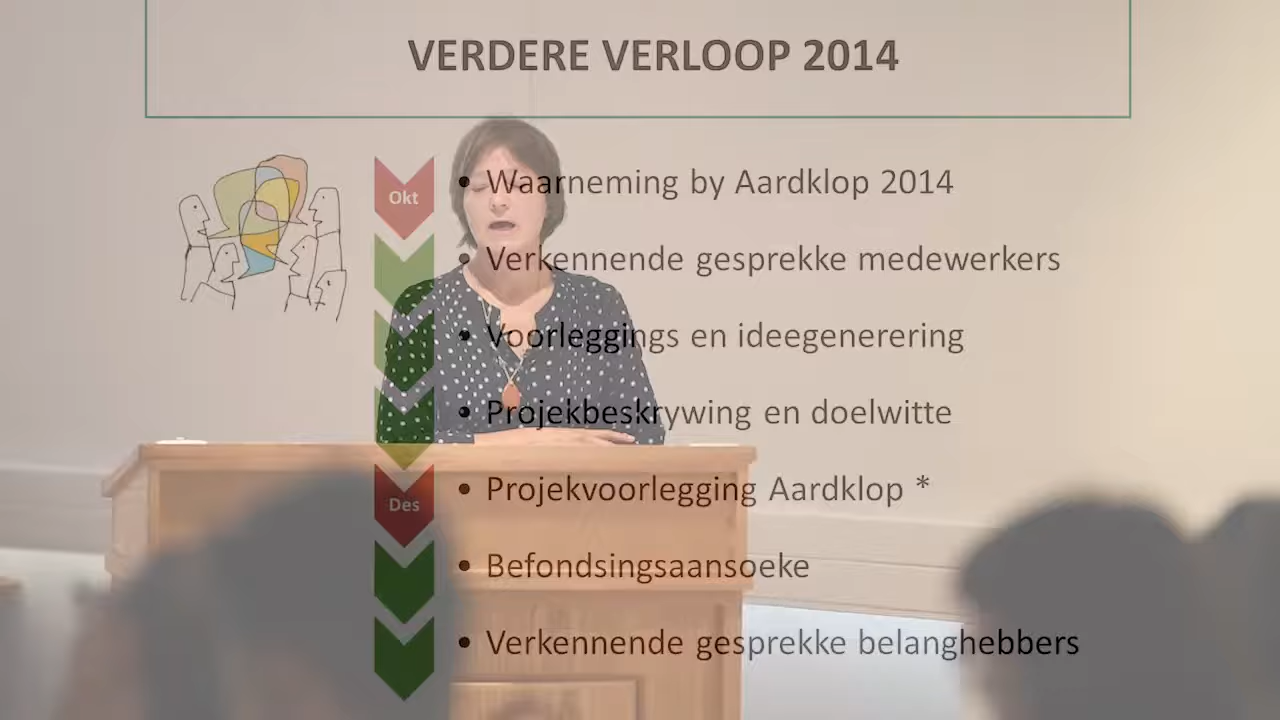 VERDERE VERLOOP 2014
Okt
• Waarneming by Aardklop 2014
• Verkennende gesprekke medewerkers
• Voorleggings en ideegenerering
• Projekbeskrywing en doelwitte
Des
• Projekvoorlegging Aardklop *
• Befondsingsaansoeke
• Verkennende gesprekke belanghebbers